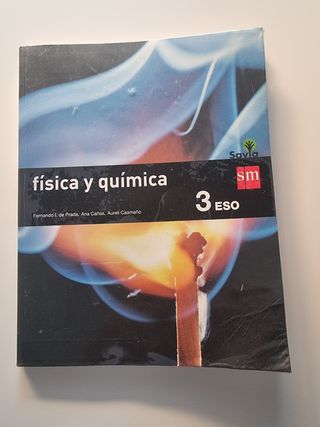 Savia
física y química
sm
Fernando I. de Prada, Ana Cañas, Aureli Caamaño
3 ESO